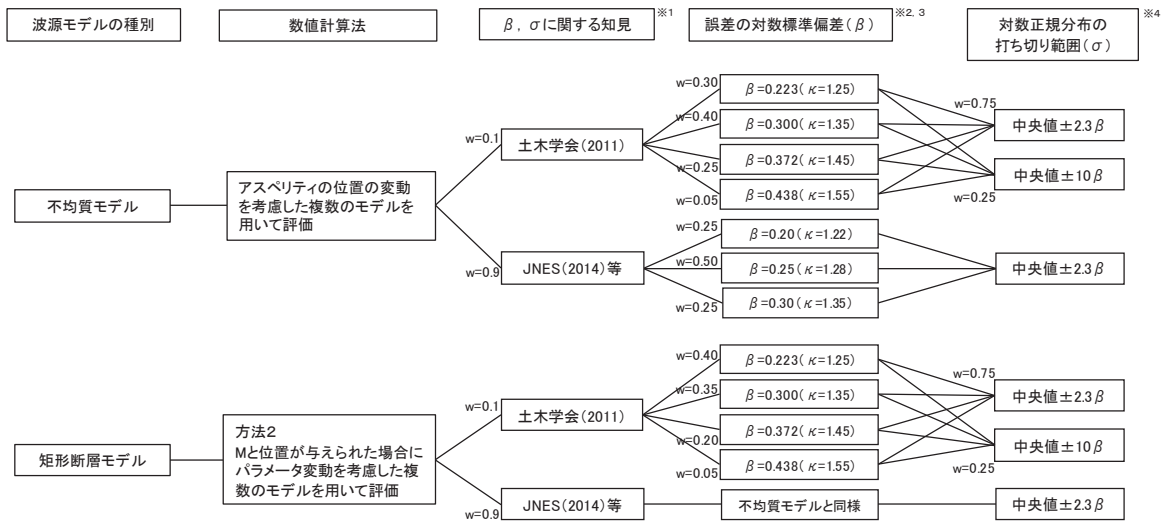 波源モデルの種別
数値計算法
β，σに関する知見
※1
誤差の対数標準偏差(β)
※2, 3
対数正規分布の
打ち切り範囲(σ)
※4
不均質モデル
アスペリティの位置の変動
を考慮した複数のモデルを
用いて評価
w=0.1
土木学会(2011)
w=0.30
β=0.223(κ=1.25)
w=0.40
β=0.300(κ=1.35)
w=0.25
β=0.372(κ=1.45)
w=0.05
β=0.438(κ=1.55)
w=0.75
中央値±2.3β
中央値±10β
w=0.25
w=0.9
JNES(2014)等
w=0.25
β=0.20(κ=1.22)
w=0.50
β=0.25(κ=1.28)
w=0.25
β=0.30(κ=1.35)
中央値±2.3β
矩形断層モデル
方法2
Mと位置が与えられた場合に
パラメータ変動を考慮した複
数のモデルを用いて評価
w=0.1
土木学会(2011)
w=0.40
β=0.223(κ=1.25)
w=0.35
β=0.300(κ=1.35)
w=0.20
β=0.372(κ=1.45)
w=0.05
β=0.438(κ=1.55)
w=0.75
中央値±2.3β
中央値±10β
w=0.25
w=0.9
JNES(2014)等
不均質モデルと同様
中央値±2.3β